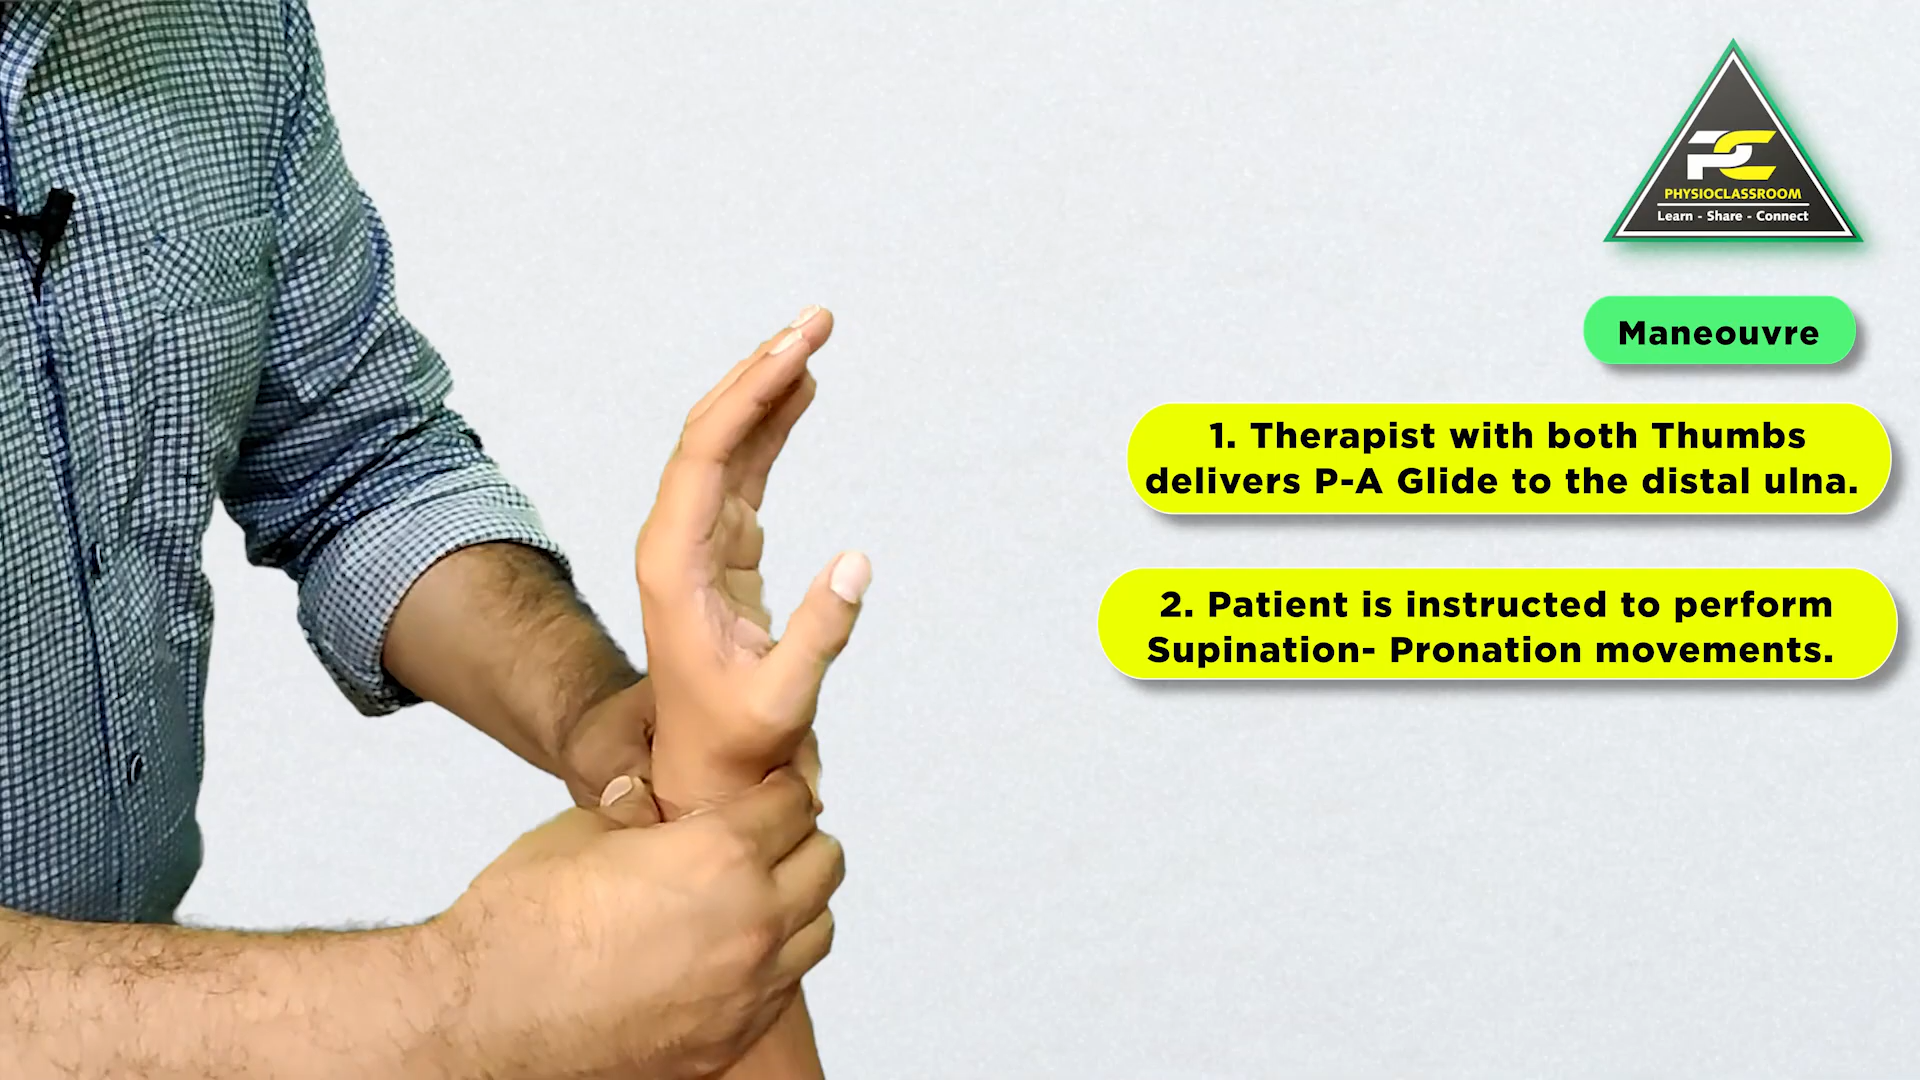 PC
PHYSIOCLASSROOM
Learn - Share - Connect
Maneouvre
1. Therapist with both Thumbs
delivers P-A Glide to the distal ulna.
2. Patient is instructed to perform
Supination- Pronation movements.